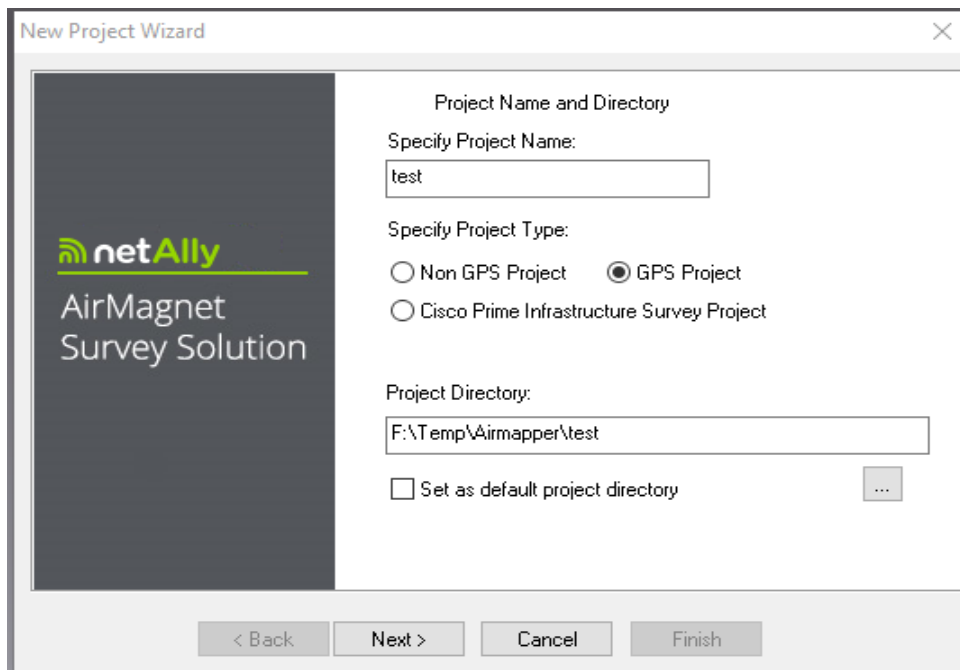 New Project Wizard
netAlly
AirMagnet
Survey Solution
Project Name and Directory
Specify Project Name:
test
Specify Project Type:
Non GPS Project
GPS Project
Cisco Prime Infrastructure Survey Project
Project Directory:
F:\Temp\Airmapper\test
Set as default project directory
...
< Back
Next >
Cancel
Finish